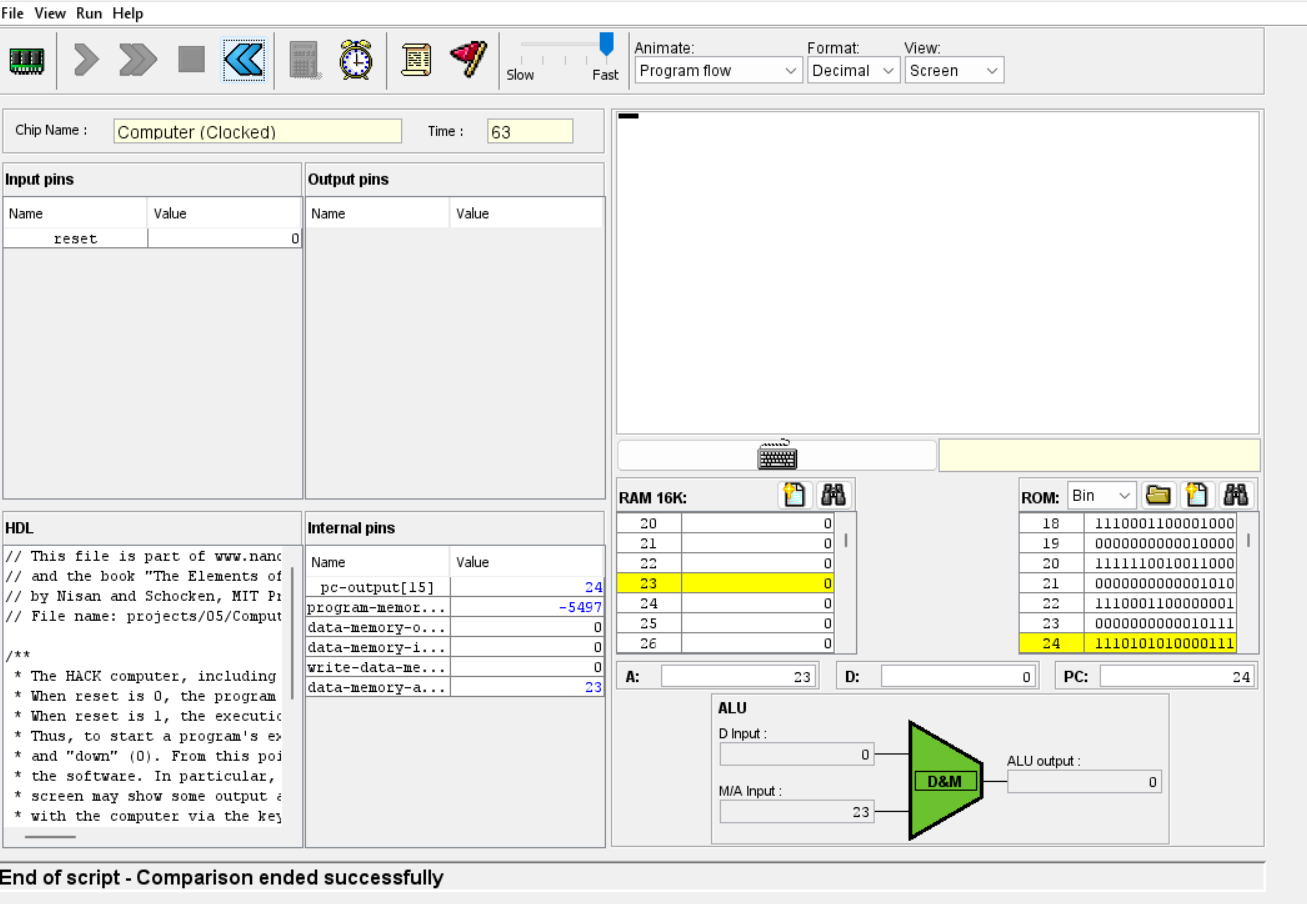 File View Run Help
Slow Fast
Animate: Format: View:
Program flow Decimal Screen
Chip Name : Computer (Clocked) Time : 63
Input pins
Name Value
reset 0
Output pins
Name Value
HDL
// This file is part of www.nand
// and the book "The Elements of
// by Nisan and Schocken, MIT Pr
// File name: projects/05/Comput
/**
* The HACK computer, including
* When reset is 0, the program
* When reset is 1, the executio
* Thus, to start a program's ex
* and "down" (0). From this poi
* the software. In particular,
* screen may show some output a
* with the computer via the key
Internal pins
Name Value
pc-output[15] 24
program-memor... -5497
data-memory-o... 0
data-memory-i... 0
write-data-me... 0
data-memory-a... 23
RAM 16K:
20 0
21 0
22 0
23 0
24 0
25 0
26 0
ROM: Bin
18 1110001100001000
19 0000000000010000
20 1111110010011000
21 0000000000001010
22 1110001100000001
23 0000000000010111
24 1110101010000111
A: 23 D: 0 PC: 24
ALU
D Input :
0
M/A Input :
23
D&M
ALU output :
0
End of script - Comparison ended successfully